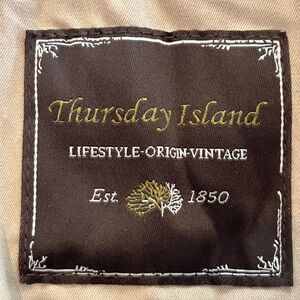 Thursday Island
LIFESTYLE-ORIGIN-VINTAGE
Est. 1850